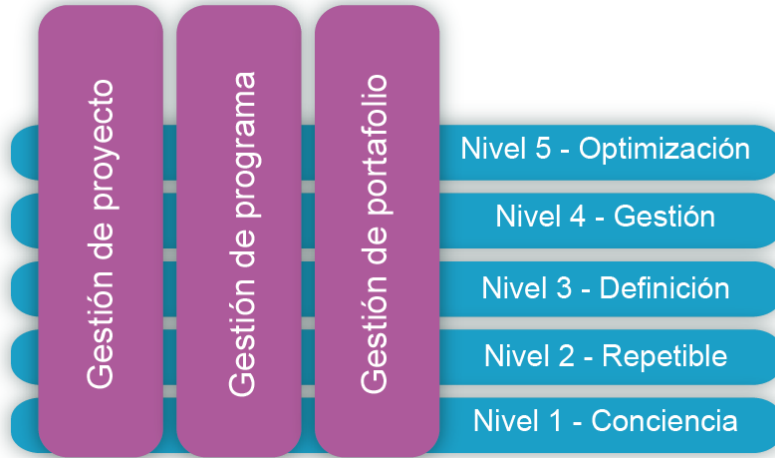 Gestión de proyecto
Gestión de programa
Gestión de portafolio
Nivel 5 - Optimización
Nivel 4 - Gestión
Nivel 3 - Definición
Nivel 2 - Repetible
Nivel 1 - Conciencia